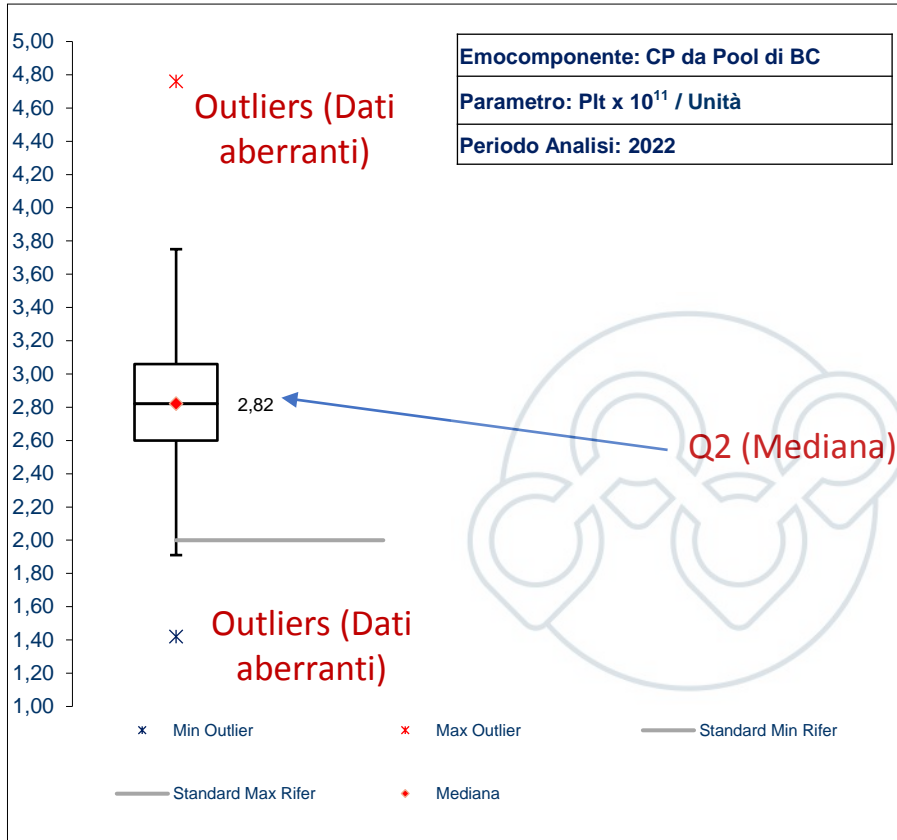 5,00
4,80
4,60
4,40
4,20
4,00
3,80
3,60
3,40
3,20
3,00
2,80
2,60
2,40
2,20
2,00
1,80
1,60
1,40
1,20
1,00
Emocomponente: CP da Pool di BC
Parametro: Plt x 10¹¹ / Unità
Periodo Analisi: 2022
Outliers (Dati
aberranti)
2,82
Q2 (Mediana)
Outliers (Dati
aberranti)
Min Outlier
Max Outlier
Standard Min Rifer
Standard Max Rifer
Mediana